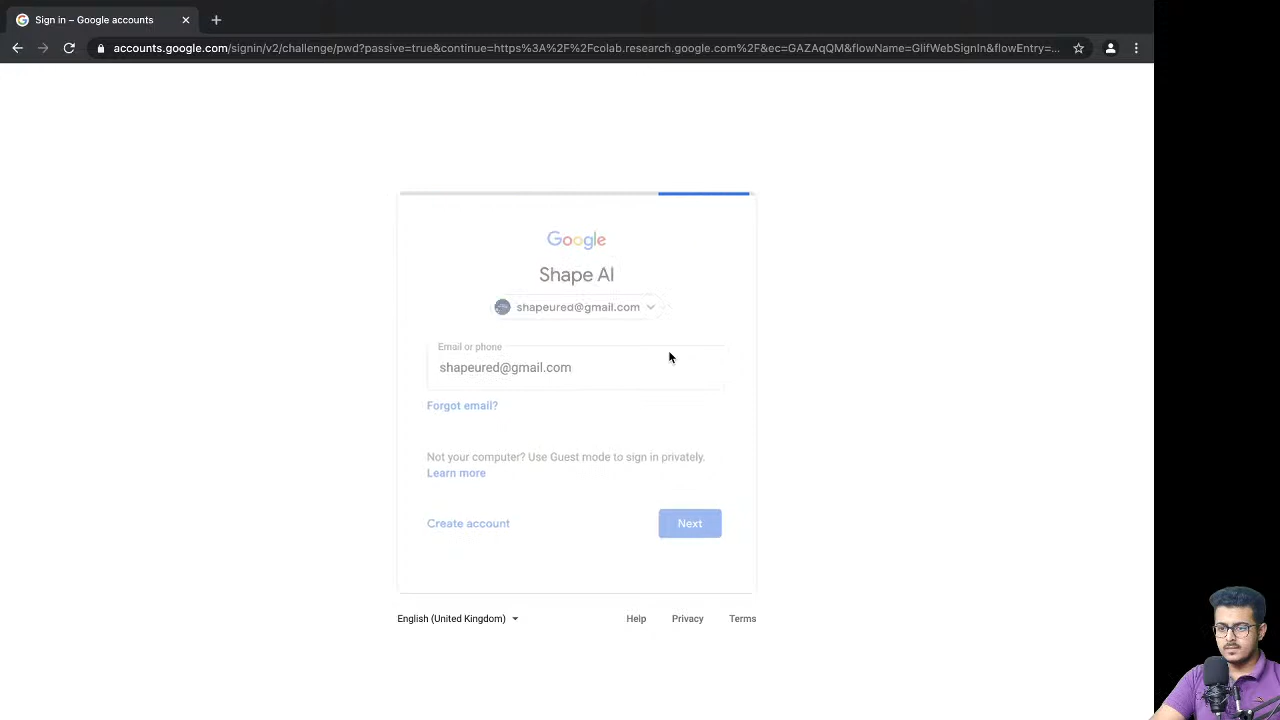 Sign in – Google accounts
accounts.google.com/signin/v2/challenge/pwd?passive=true&continue=https%3A%2F%2Fcolab.research.google.com%2F&ec=GAZAqQM&flowName=GlifWebSignIn&flowEntry=...
Google
Shape AI
shapeured@gmail.com
Email or phone
shapeured@gmail.com
Forgot email?
Not your computer? Use Guest mode to sign in privately.
Learn more
Create account
Next
English (United Kingdom)
Help
Privacy
Terms